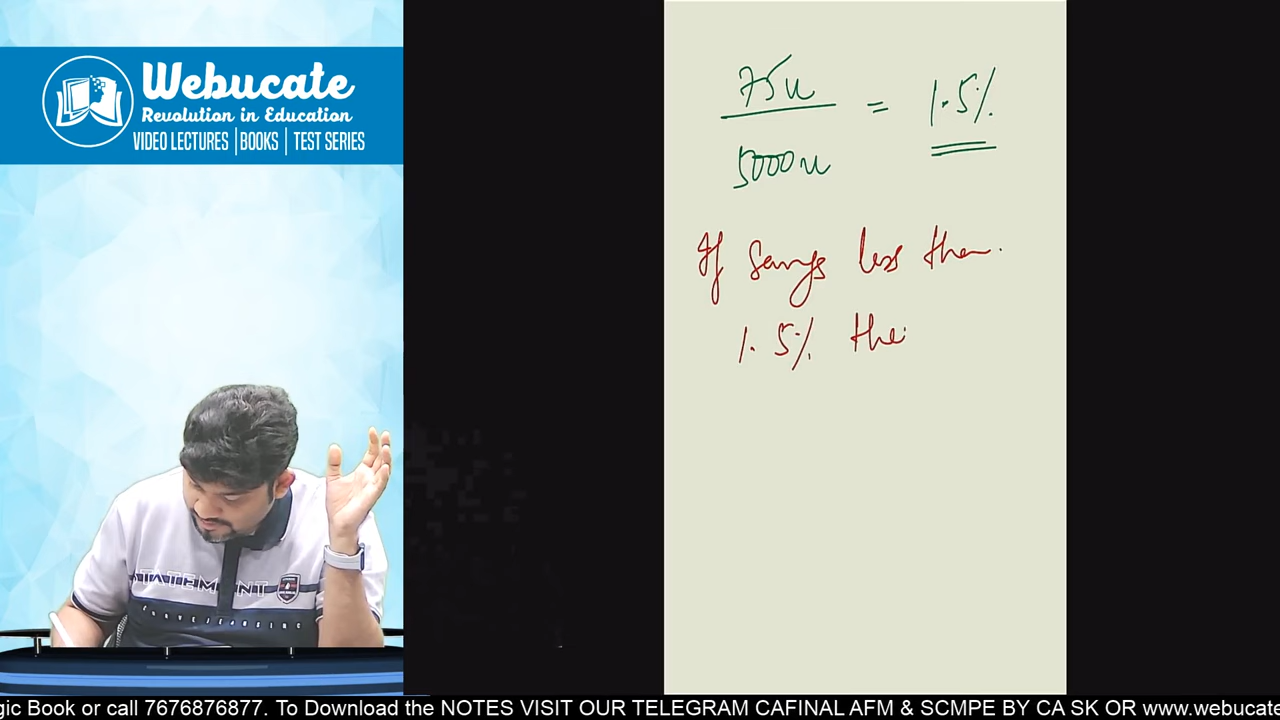 Webucate
Revolution in Education
VIDEO LECTURES | BOOKS | TEST SERIES
75u
5000u
= 1.5%
If Savings less than.
1.5% the
STATEMENT
gic Book or call 7676876877. To Download the NOTES VISIT OUR TELEGRAM CAFINAL AFM & SCMPE BY CA SK OR www.webucate